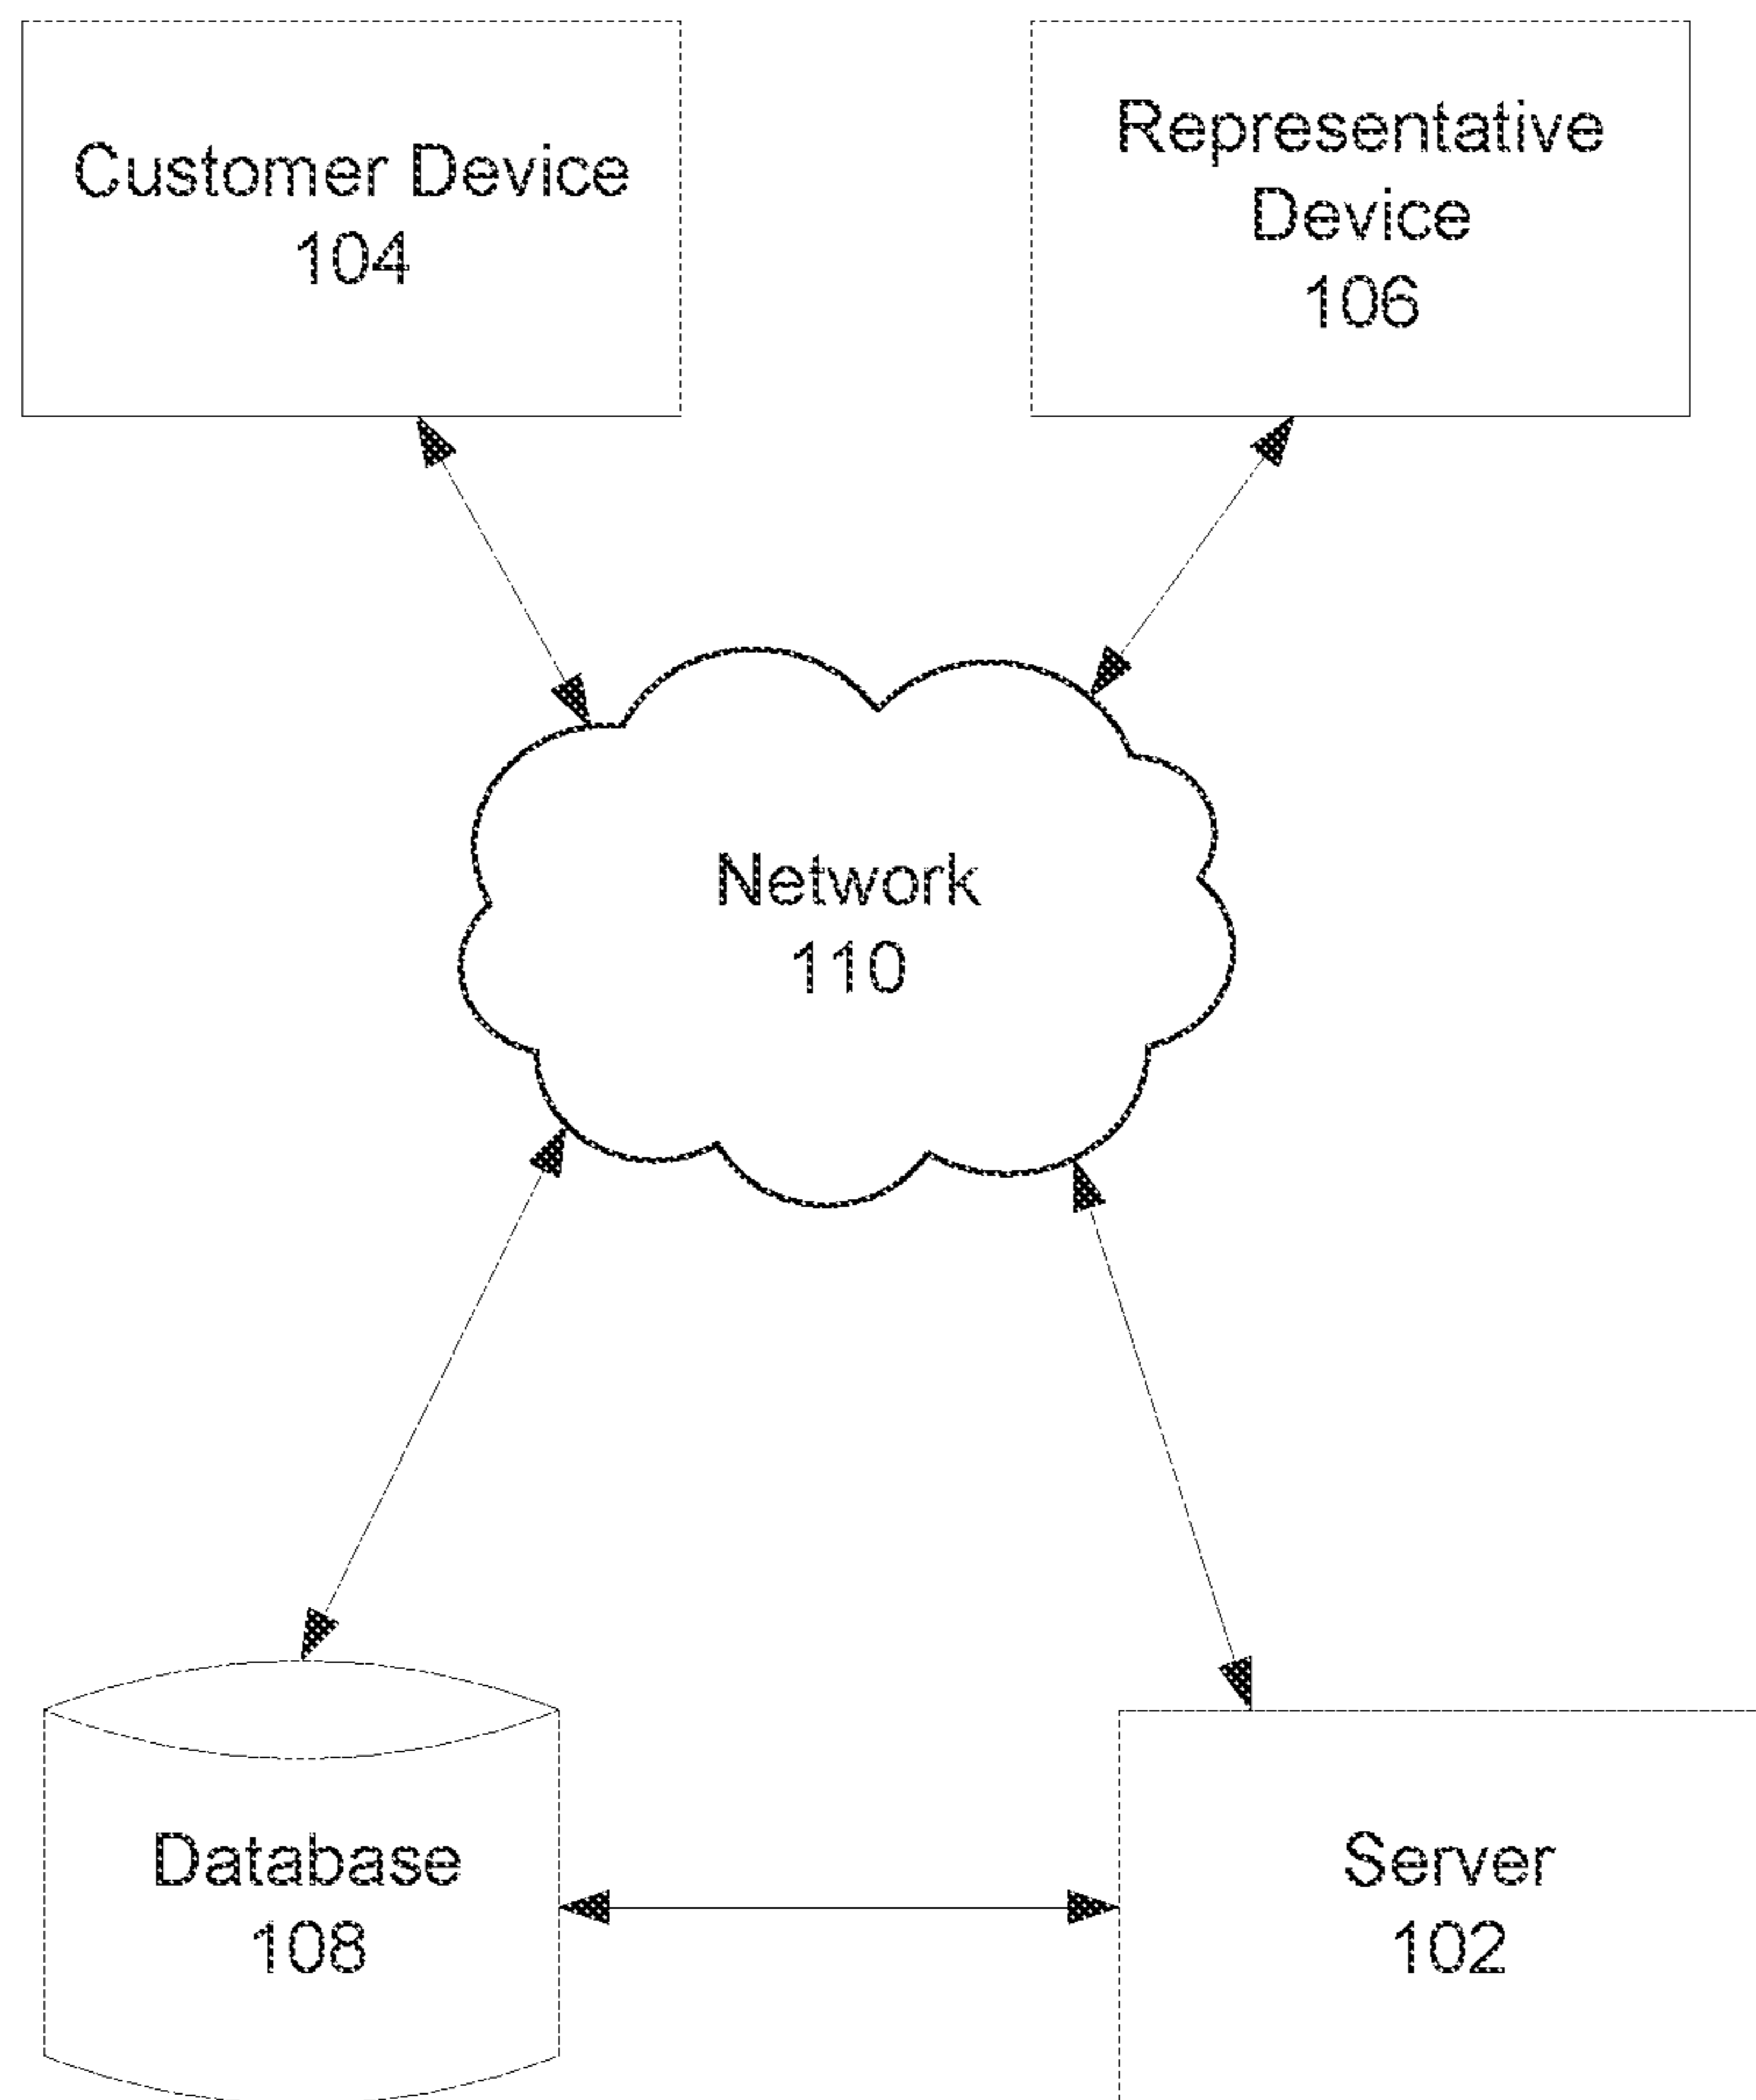 Customer Device
104
Representative
Device
106
Network
110
Database
108
Server
102